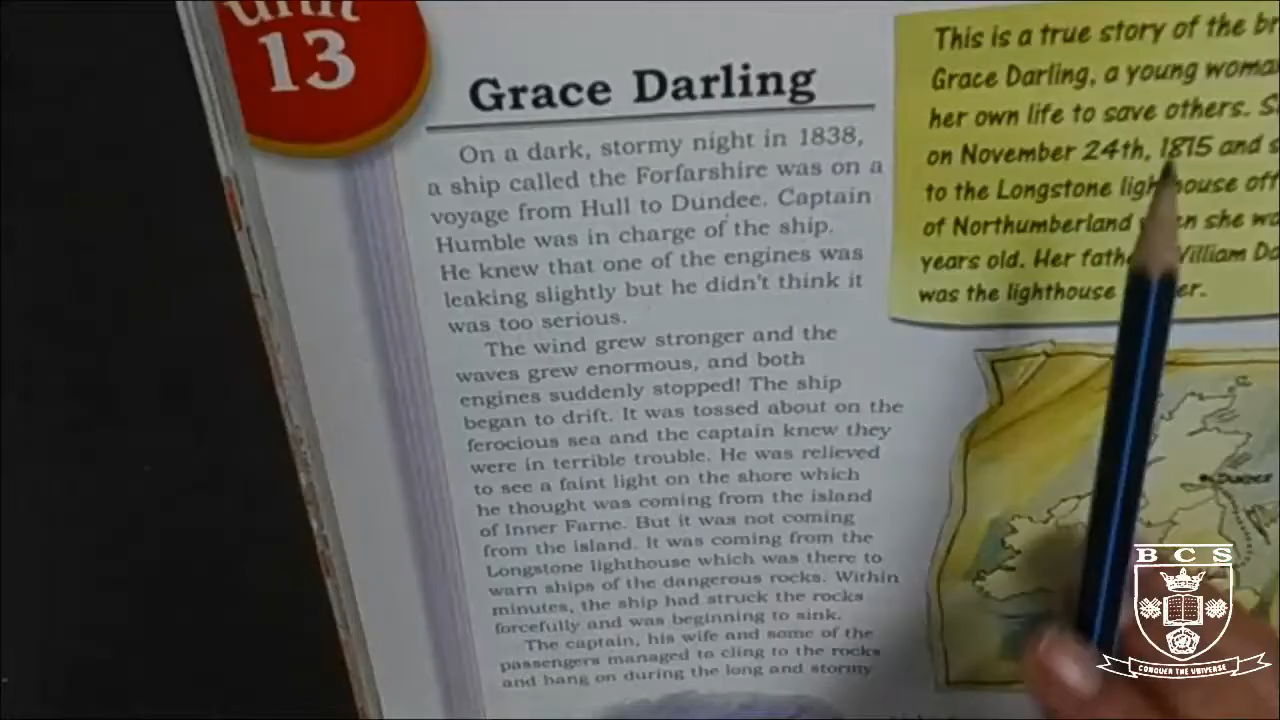 unit
13
Grace Darling
On a dark, stormy night in 1838,
a ship called the Forfarshire was on a
voyage from Hull to Dundee. Captain
Humble was in charge of the ship.
He knew that one of the engines was
leaking slightly but he didn't think it
was too serious.
The wind grew stronger and the
waves grew enormous, and both
engines suddenly stopped! The ship
began to drift. It was tossed about on the
ferocious sea and the captain knew they
were in terrible trouble. He was relieved
to see a faint light on the shore which
he thought was coming from the island
of Inner Farne. But it was not coming
from the island. It was coming from the
Longstone lighthouse which was there to
warn ships of the dangerous rocks. Within
minutes, the ship had struck the rocks
forcefully and was beginning to sink.
The captain, his wife and some of the
passengers managed to cling to the rocks
and hang on during the long and stormy
This is a true story of the
Grace Darling, a young
her own life to save others.
on November 24th, 1815 and
to the Longstone lighthouse off
of Northumberland she
years old. Her William
was the lighthouse
Dundee
BCS
CONQUER THE UNIVERSE